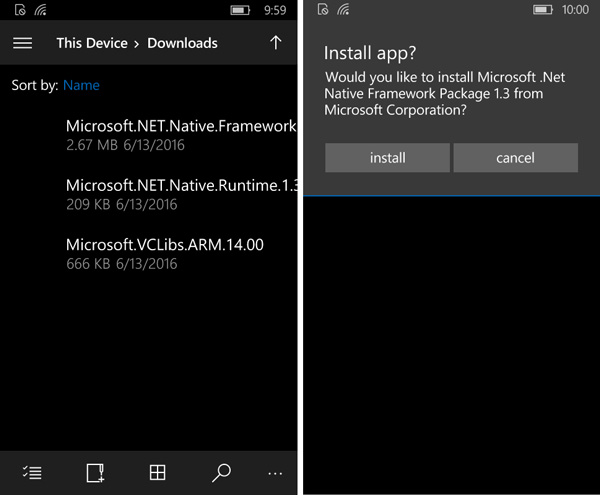 9:59
This Device > Downloads
Sort by: Name
Microsoft.NET.Native.Framework
2.67 MB 6/13/2016
Microsoft.NET.Native.Runtime.1.3
209 KB 6/13/2016
Microsoft.VCLibs.ARM.14.00
666 KB 6/13/2016
...
10:00
Install app?
Would you like to install Microsoft .Net
Native Framework Package 1.3 from
Microsoft Corporation?
install
cancel